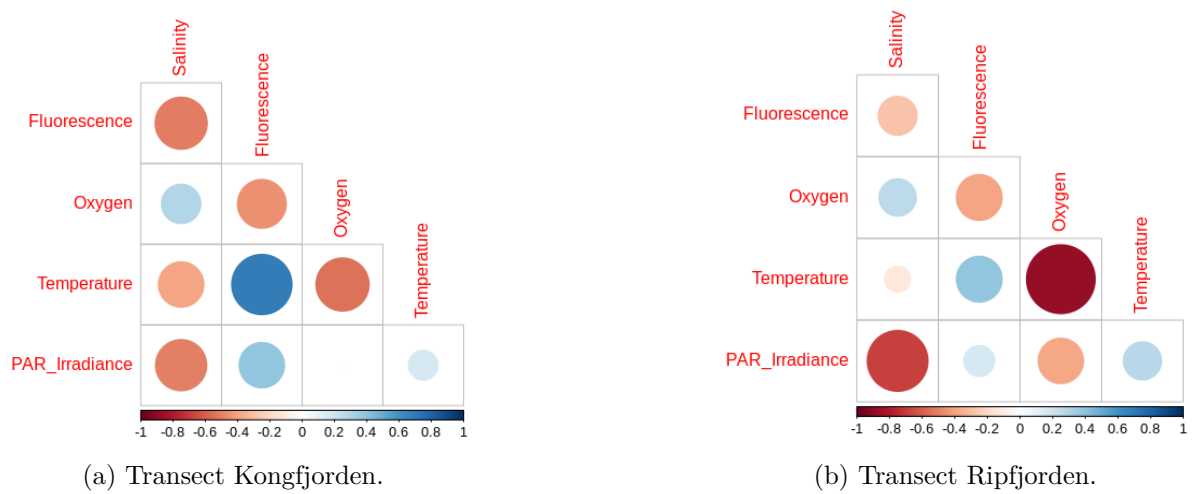 Salinity
Fluorescence
Fluorescence
Oxygen
Oxygen
Temperature
Temperature
PAR_Irradiance
-1 -0.8 -0.6 -0.4 -0.2 0 0.2 0.4 0.6 0.8 1
(a) Transect Kongfjorden.
Salinity
Fluorescence
Fluorescence
Oxygen
Oxygen
Temperature
Temperature
PAR_Irradiance
-1 -0.8 -0.6 -0.4 -0.2 0 0.2 0.4 0.6 0.8 1
(b) Transect Ripfjorden.